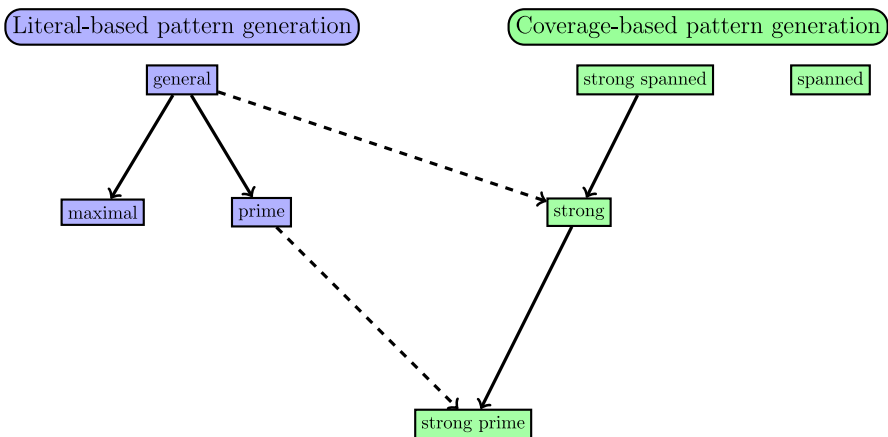 Literal-based pattern generation
Coverage-based pattern generation
general
strong spanned
spanned
maximal
prime
strong
strong prime